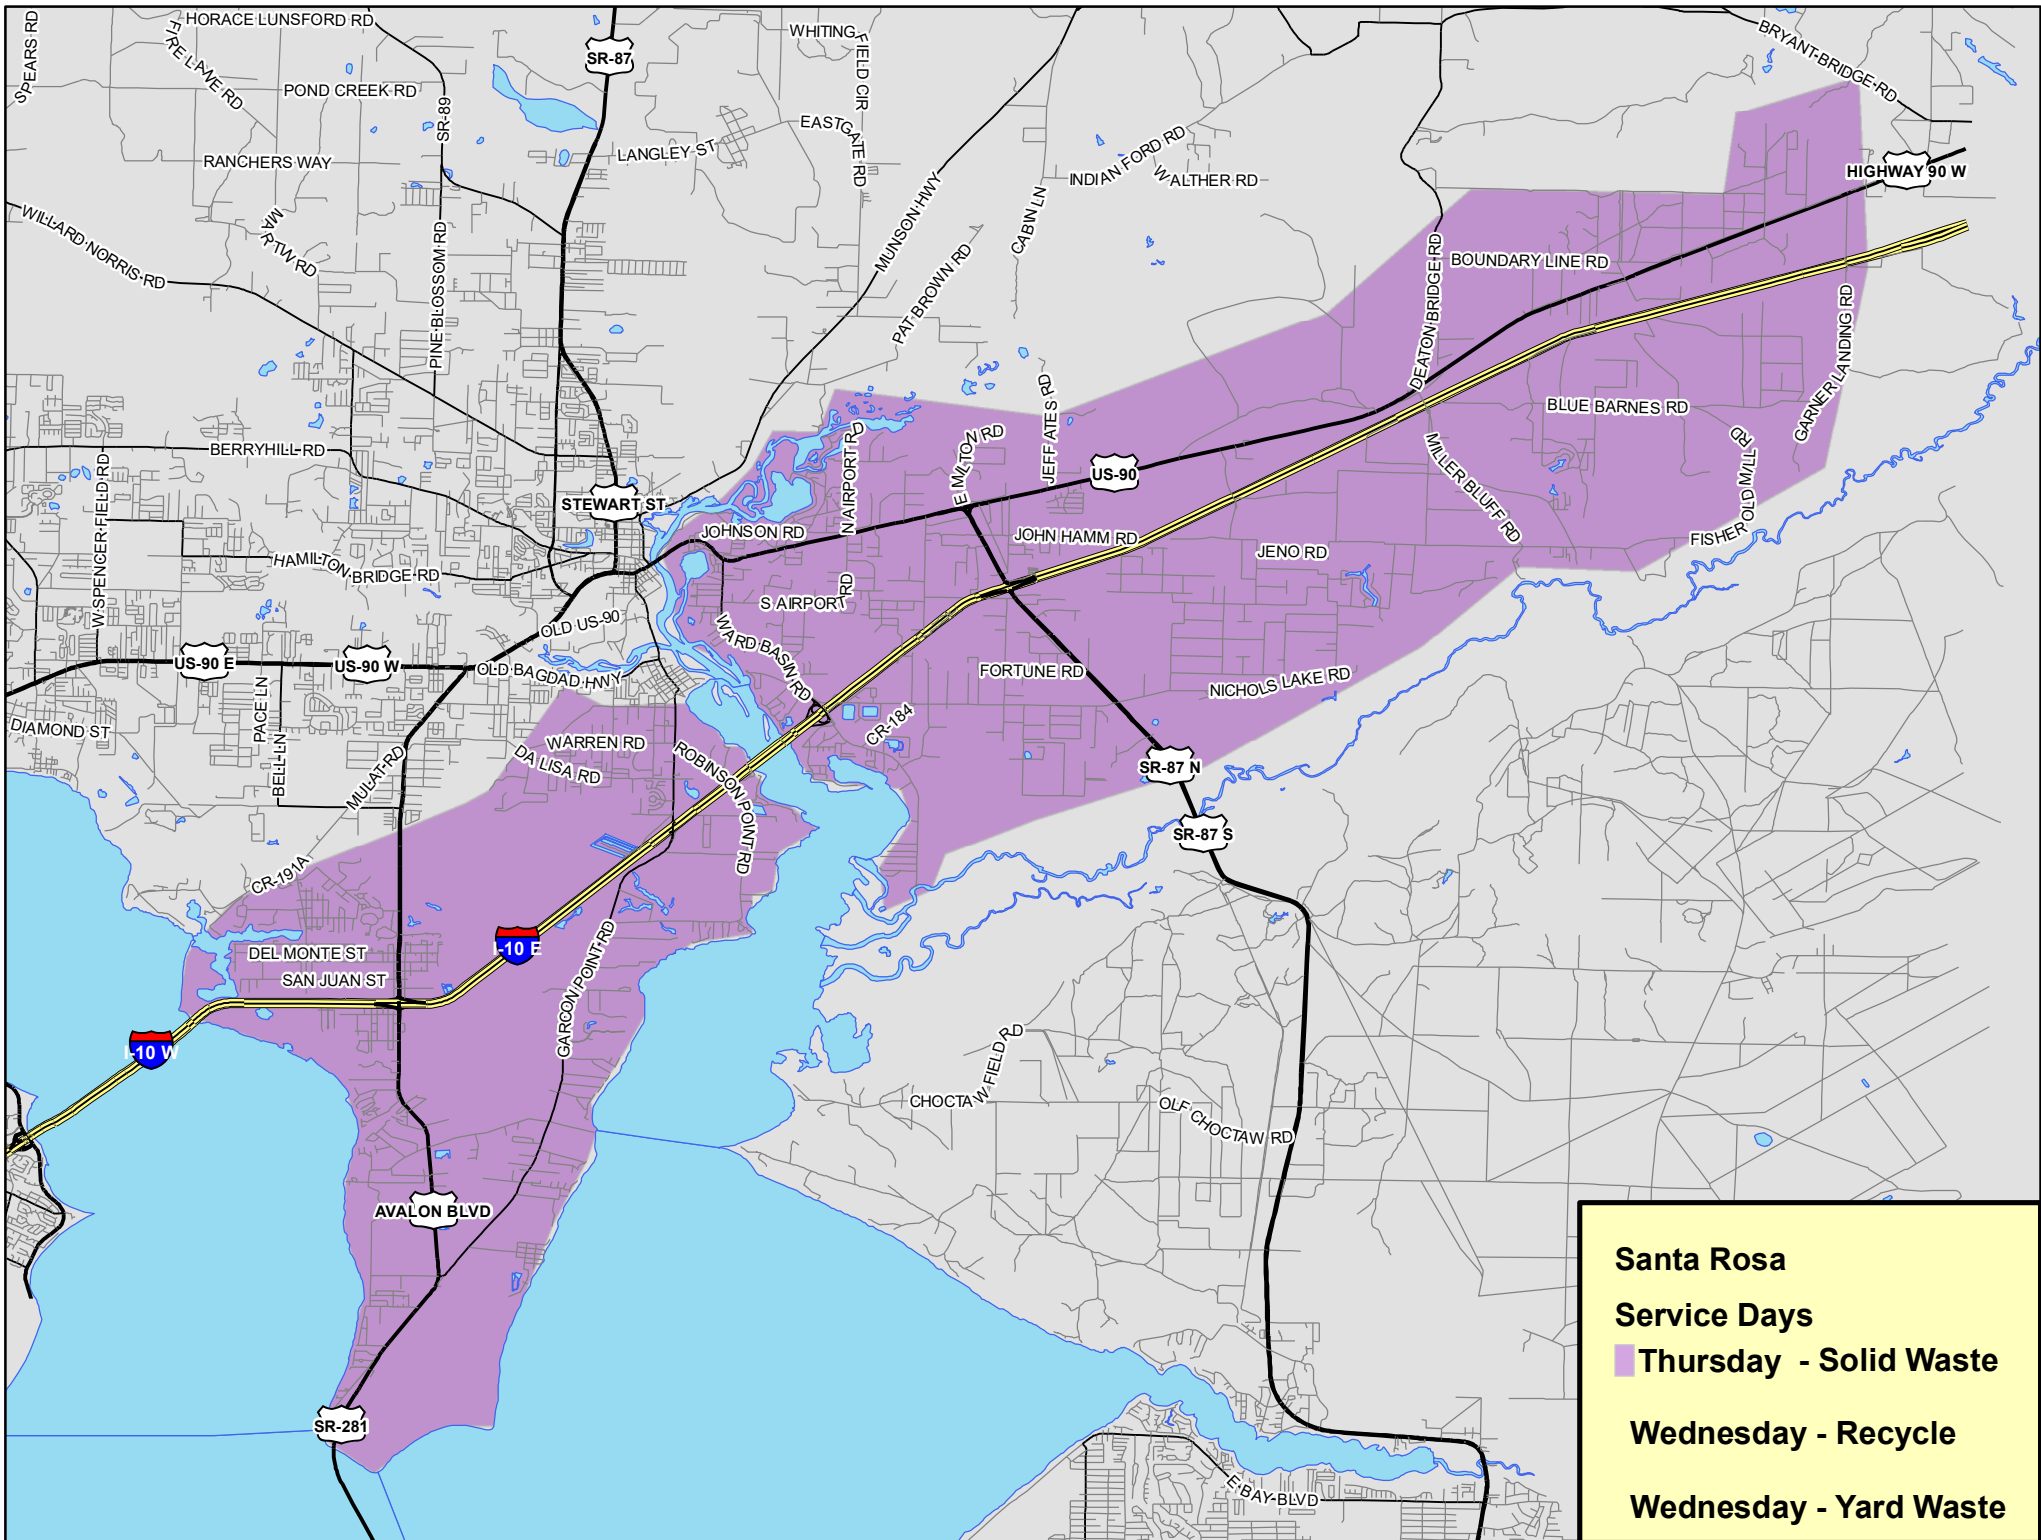 HORACE LUNSFORD RD
SPEARS RD
FIRE LANE RD
SR-87
WHITING FIELD CIR
BRYANT BRIDGE RD
POND CREEK RD
SR-89
EASTGATE RD
LANGLEY ST
RANCHERS WAY
INDIAN FORD RD
WALTHER RD
HIGHWAY 90 W
WILLARD NORRIS RD
MARTW RD
PINE BLOSSOM RD
MUNSON HWY
CABIN LN
PAT BROWN RD
DEATON BRIDGE RD
BOUNDARY LINE RD
GARNER LANDING RD
BLUE BARNES RD
JEFF ATES RD
N AIRPORT RD
E MILTON RD
BERRYHILL RD
W SPENCER FIELD RD
US-90
MILLER BLUFF RD
OLD MILL RD
FISHER
STEWART ST
JOHNSON RD
JOHN HAMM RD
JENO RD
HAMILTON BRIDGE RD
S AIRPORT RD
OLD US-90
WARD BASIN RD
US-90 E
US-90 W
OLD BAGDAD HWY
FORTUNE RD
NICHOLS LAKE RD
PACE LN
DIAMOND ST
BELL LN
MULAT RD
WARREN RD
DA LISA RD
ROBINSON POINT RD
CR-184
SR-87 N
SR-87 S
CR-191A
DEL MONTE ST
SAN JUAN ST
I-10 E
GARCON POINT RD
I-10 W
CHOCTAW FIELD RD
OLF CHOCTAW RD
AVALON BLVD
SR-281
E BAY BLVD
Santa Rosa
Service Days
Thursday - Solid Waste
Wednesday - Recycle
Wednesday - Yard Waste